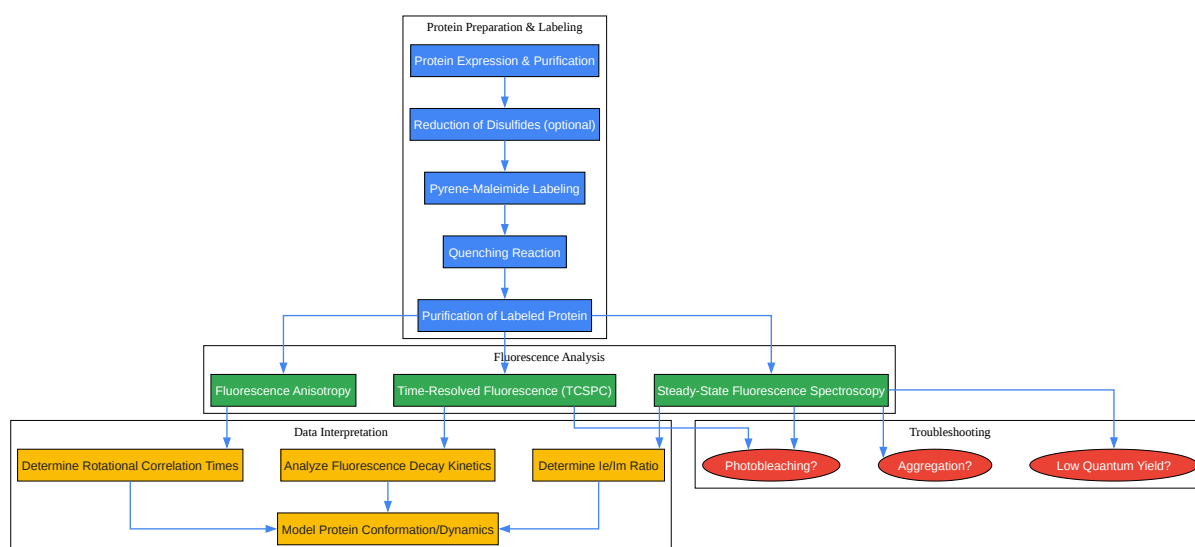 Protein Preparation & Labeling
Protein Expression & Purification
Reduction of Disulfides (optional)
Pyrene-Maleimide Labeling
Quenching Reaction
Purification of Labeled Protein
Fluorescence Analysis
Fluorescence Anisotropy
Time-Resolved Fluorescence (TCSPC)
Steady-State Fluorescence Spectroscopy
Data Interpretation
Troubleshooting
Determine Rotational Correlation Times
Analyze Fluorescence Decay Kinetics
Determine Ie/Im Ratio
Photobleaching?
Aggregation?
Low Quantum Yield?
Model Protein Conformation/Dynamics